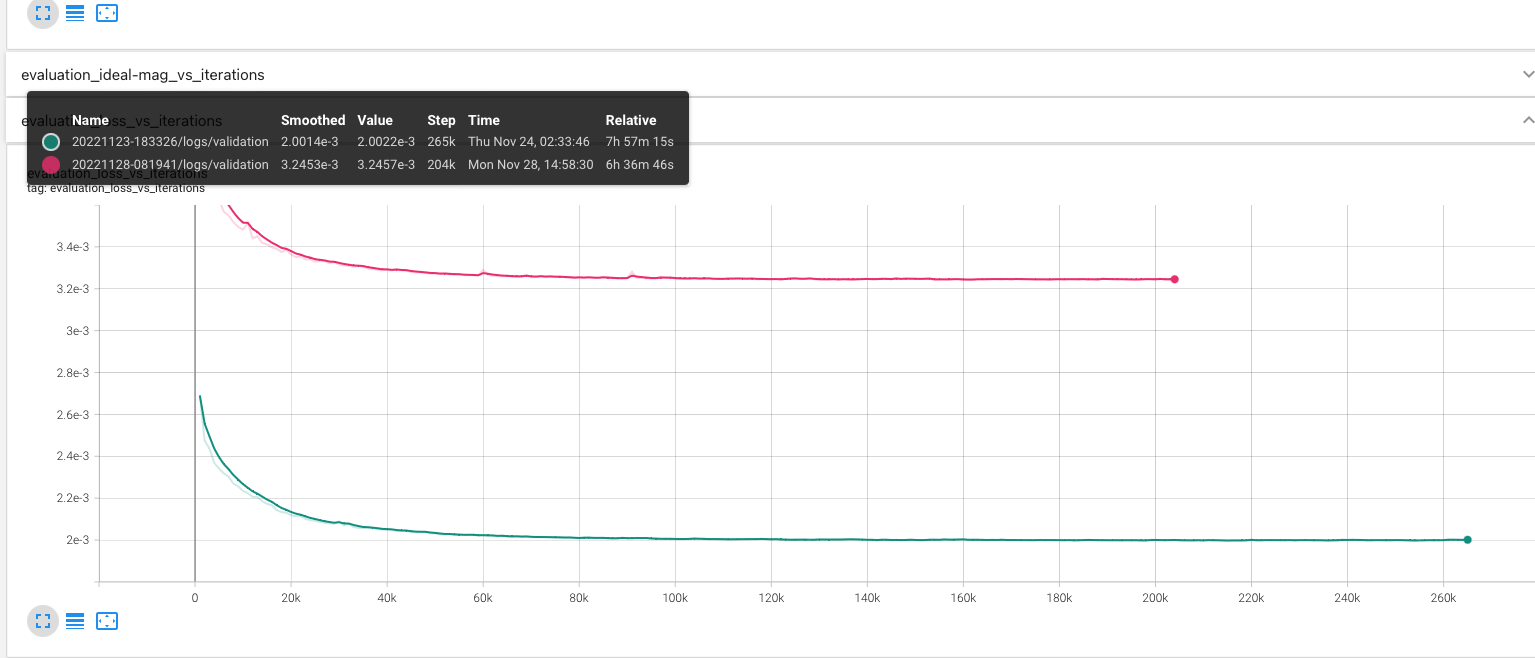 evaluation_ideal-mag_vs_iterations
evaluation_loss_vs_iterations
Name Smoothed Value Step Time Relative
20221123-183326/logs/validation 2.0014e-3 2.0022e-3 265k Thu Nov 24, 02:33:46 7h 57m 15s
20221128-081941/logs/validation 3.2453e-3 3.2457e-3 204k Mon Nov 28, 14:58:30 6h 36m 46s
evaluation_loss_vs_iterations
tag: evaluation_loss_vs_iterations
3.4e-3
3.2e-3
3e-3
2.8e-3
2.6e-3
2.4e-3
2.2e-3
2e-3
0 20k 40k 60k 80k 100k 120k 140k 160k 180k 200k 220k 240k 260k